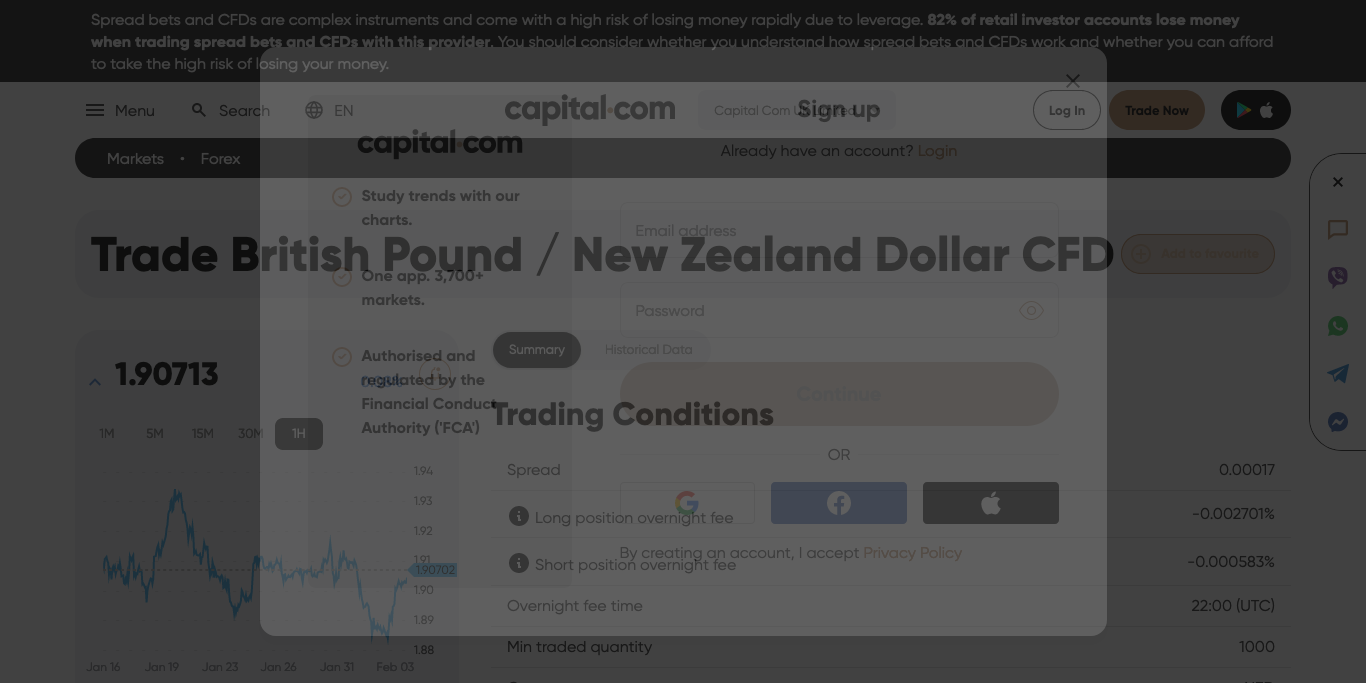 Spread bets and CFDs are complex instruments and come with a high risk of losing money rapidly due to leverage. 82% of retail investor accounts lose money
when trading spread bets and CFDs with this provider. You should consider whether you understand how spread bets and CFDs work and whether you can afford
to take the high risk of losing your money.
Menu
Search
EN
capital.com
Capital Com
Log In
Trade Now
Markets
Forex
Trade British Pound / New Zealand Dollar CFD
Add to favourite
1.90713
1M 5M 15M 30M 1H
1.94
1.93
1.92
1.91
1.90702
1.90
1.89
1.88
Jan 16 Jan 19 Jan 23 Jan 26 Jan 31 Feb 03
Summary
Historical Data
Trading Conditions
Spread 0.00017
Long position overnight fee -0.002701%
Short position overnight fee -0.000583%
Overnight fee time 22:00 (UTC)
Min traded quantity 1000
capital.com
Study trends with our
charts.
One app. 3,700+
markets.
Authorised and
regulated by the
Financial Conduct
Authority ('FCA')
Sign up
Already have an account? Login
Email address
Password
Continue
OR
By creating an account, I accept Privacy Policy